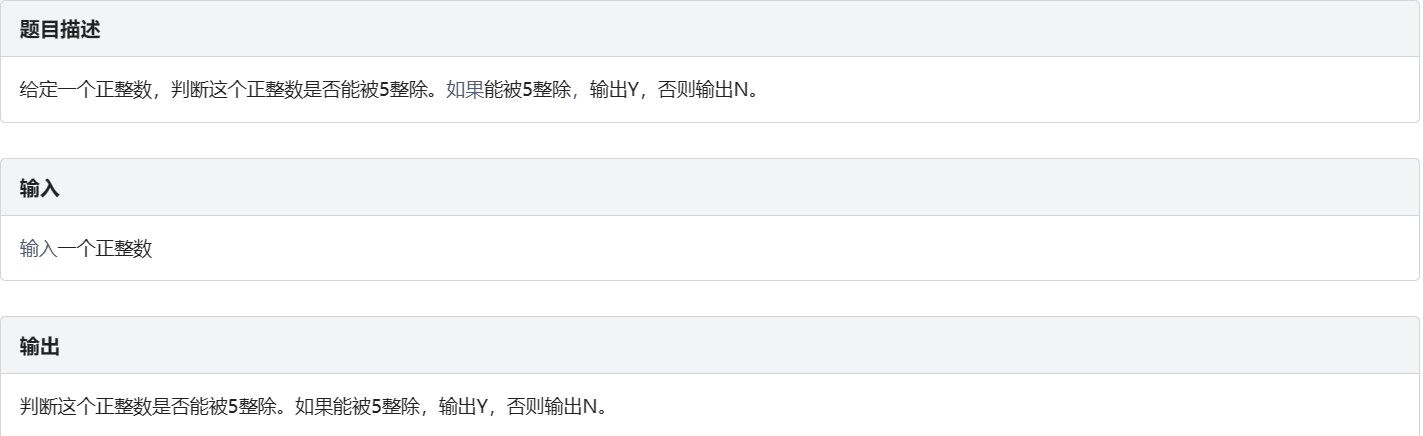 题目描述
给定一个正整数，判断这个正整数是否能被5整除。如果能被5整除，输出Y，否则输出N。
输入
输入一个正整数
输出
判断这个正整数是否能被5整除。如果能被5整除，输出Y，否则输出N。